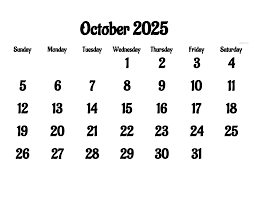 October 2025
Sunday Monday Tuesday Wednesday Thursday Friday Saturday
1 2 3 4
5 6 7 8 9 10 11
12 13 14 15 16 17 18
19 20 21 22 23 24 25
26 27 28 29 30 31